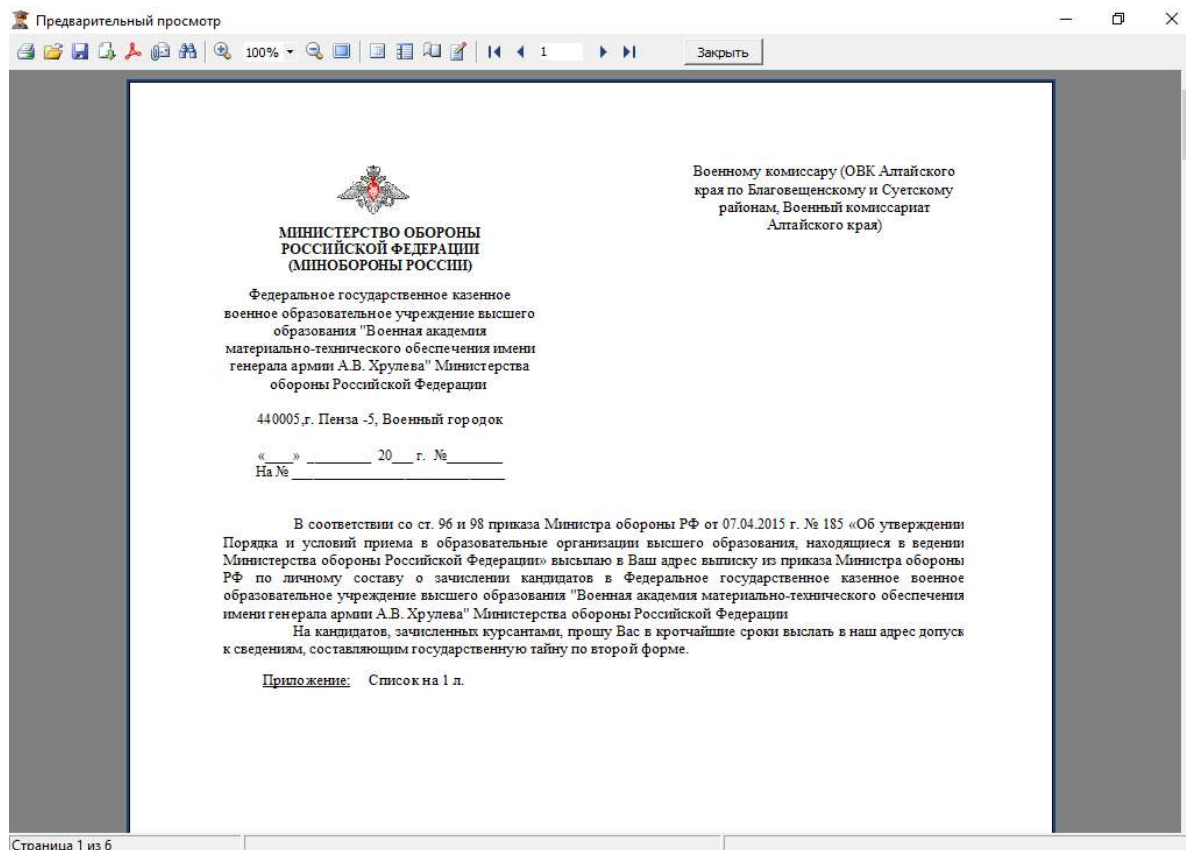 Предварительный просмотр
100%
1
Закрыть
Военному комиссару (ОВК Алтайского
края по Благовещенскому и Суетскому
районам, Военный комиссариат
Алтайского края)
МИНИСТЕРСТВО ОБОРОНЫ
РОССИЙСКОЙ ФЕДЕРАЦИИ
(МИНОБОРОНЫ РОССИИ)
Федеральное государственное казенное
военное образовательное учреждение высшего
образования "Военная академия
материально-технического обеспечения имени
генерала армии А.В. Хрулева" Министерства
обороны Российской Федерации
440005,г. Пенза -5, Военный городок
«____» _________ 20___ г. №________
На № ______________________________
В соответствии со ст. 96 и 98 приказа Министра обороны РФ от 07.04.2015 г. № 185 «Об утверждении
Порядка и условий приема в образовательные организации высшего образования, находящиеся в ведении
Министерства обороны Российской Федерации» высылаю в Ваш адрес выписку из приказа Министра обороны
РФ по личному составу о зачислении кандидатов в Федеральное государственное казенное военное
образовательное учреждение высшего образования "Военная академия материально-технического обеспечения
имени генерала армии А.В. Хрулева" Министерства обороны Российской Федерации
На кандидатов, зачисленных курсантами, прошу Вас в кротчайшие сроки выслать в наш адрес допуск
к сведениям, составляющим государственную тайну по второй форме.
Приложение: Список на 1 л.
Страница 1 из 6